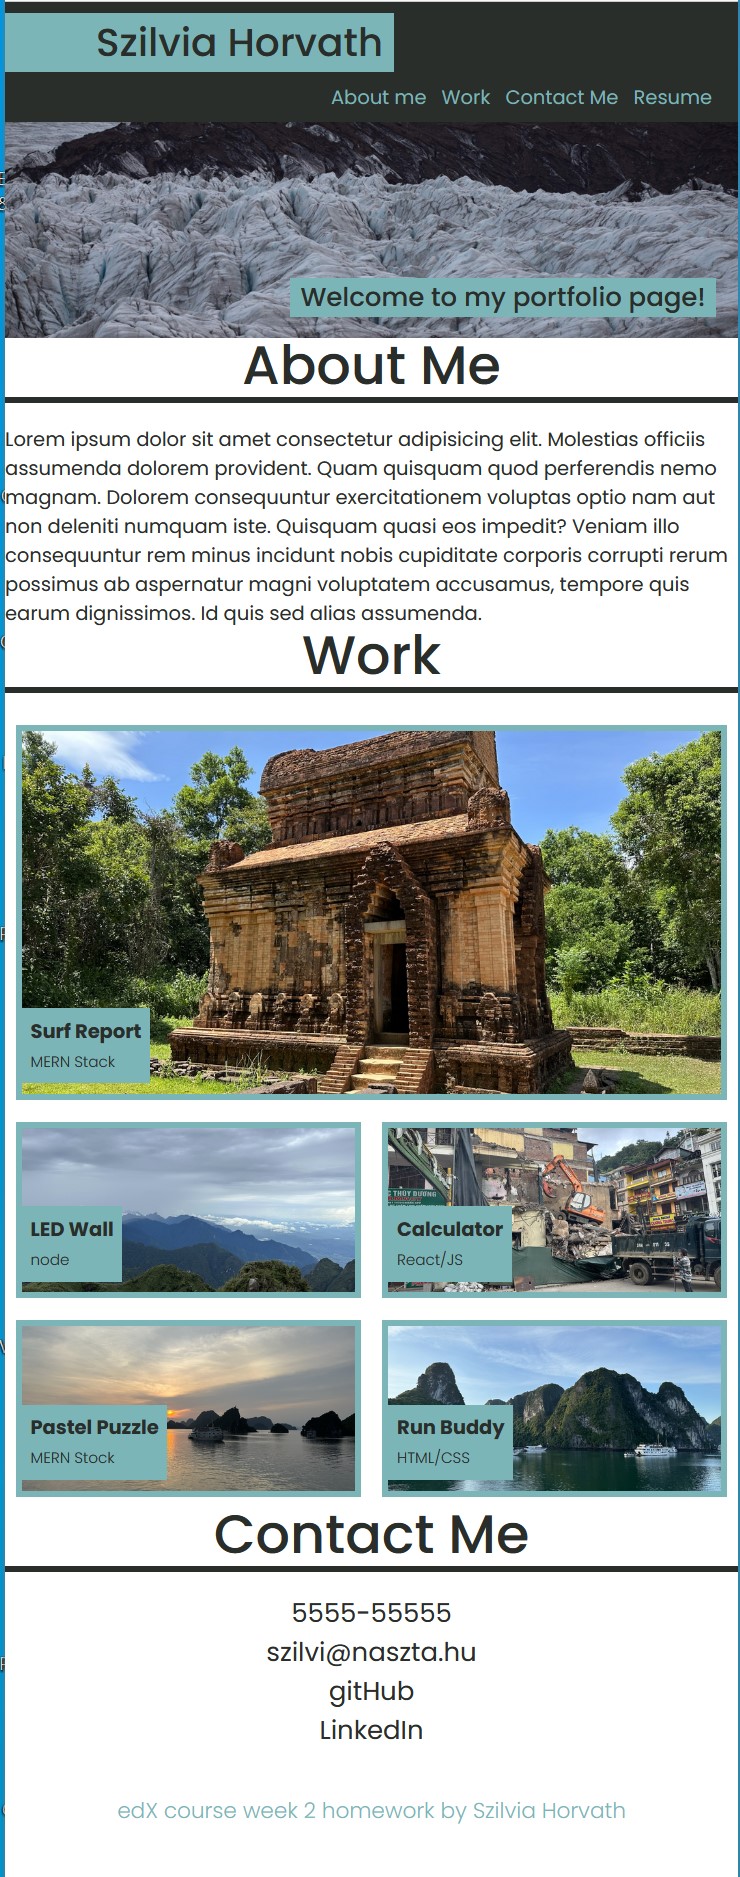 Szilvia Horvath
About me Work Contact Me Resume
Welcome to my portfolio page!
About Me
Lorem ipsum dolor sit amet consectetur adipisicing elit. Molestias officiis
assumenda dolorem provident. Quam quisquam quod perferendis nemo
magnam. Dolorem consequuntur exercitationem voluptas optio nam aut
non deleniti numquam iste. Quisquam quasi eos impedit? Veniam illo
consequuntur rem minus incidunt nobis cupiditate corporis corrupti rerum
possimus ab aspernatur magni voluptatem accusamus, tempore quis
earum dignissimos. Id quis sed alias assumenda.
Work
Surf Report
MERN Stack
LED Wall
node
THUY DUONG
Calculator
React/JS
Pastel Puzzle
MERN Stock
Run Buddy
HTML/CSS
Contact Me
5555-55555
szilvi@naszta.hu
gitHub
LinkedIn
edX course week 2 homework by Szilvia Horvath